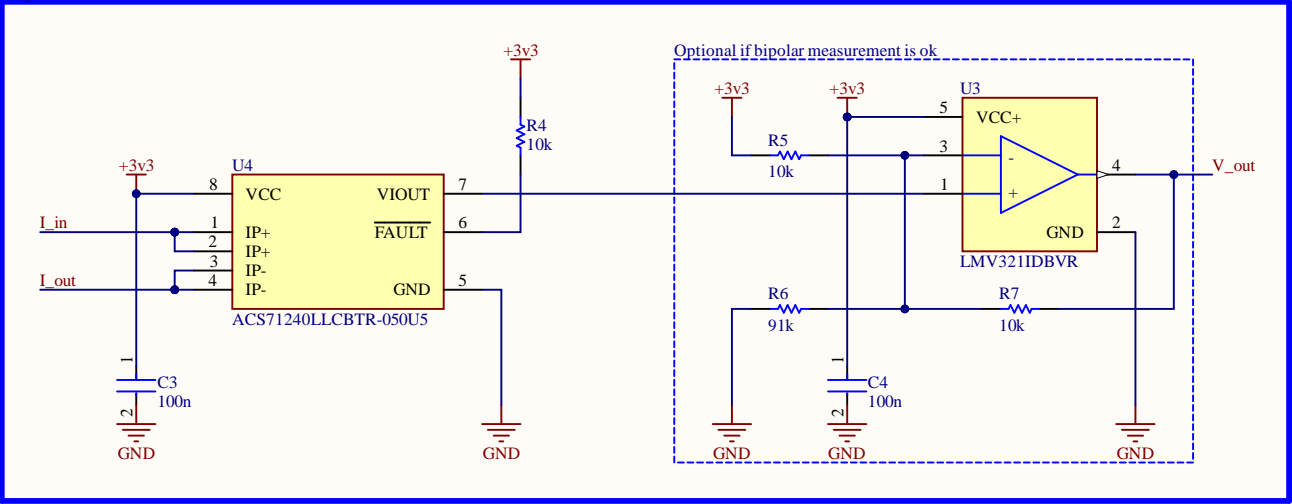 Optional if bipolar measurement is ok
+3v3
+3v3
+3v3
U3
R4
10k
5
VCC+
R5
10k
3
-
+3v3
U4
4
V_out
8
VCC
VIOUT
7
1
+
I_in
1
IP+
FAULT
6
GND
2
2
IP+
3
IP-
LMV321IDBVR
I_out
4
IP-
GND
5
R6
91k
R7
10k
ACS71240LLCBTR-050U5
1
C3
100n
2
GND
GND
1
C4
100n
2
GND
GND
GND